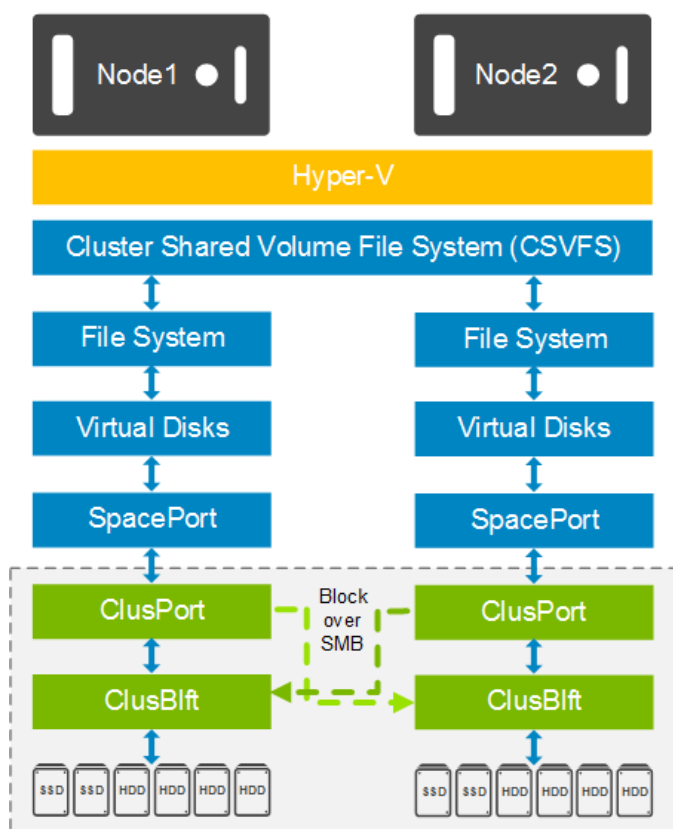 Node1
Node2
Hyper-V
Cluster Shared Volume File System (CSVFS)
File System
File System
Virtual Disks
Virtual Disks
SpacePort
SpacePort
ClusPort
Block
over
SMB
ClusPort
ClusBlft
ClusBlft
SSD SSD HDD HDD HDD HDD
SSD SSD HDD HDD HDD HDD